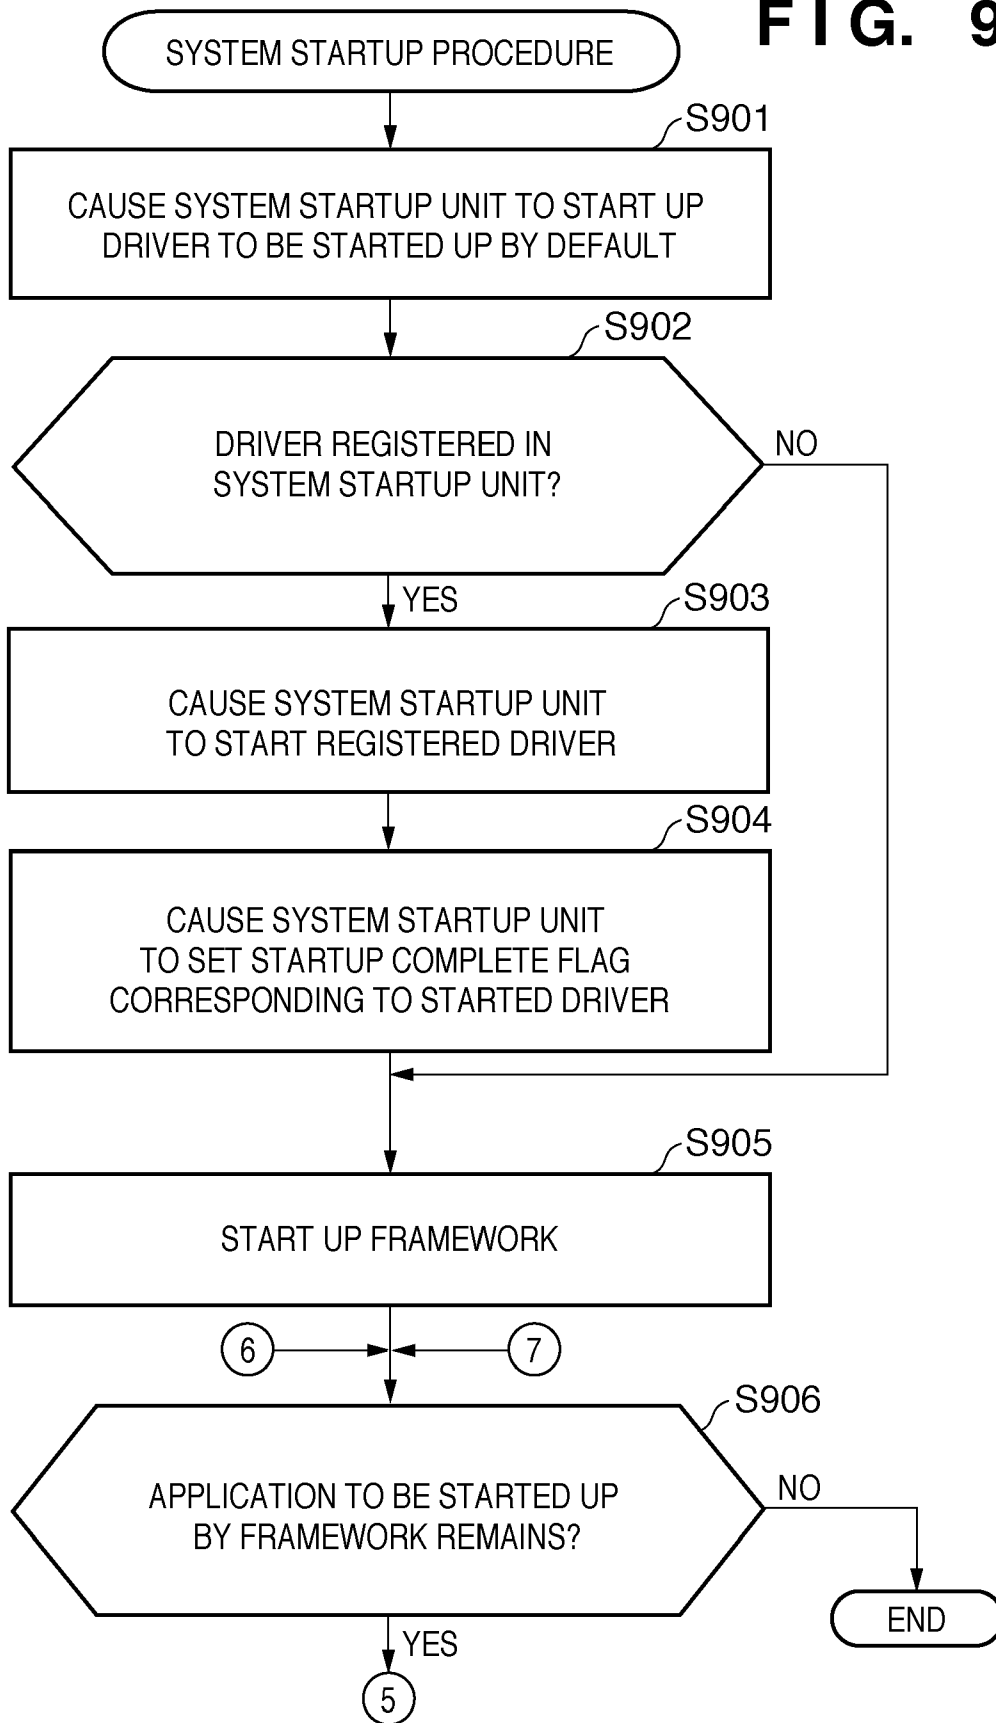 FIG. 9
SYSTEM STARTUP PROCEDURE
S901
CAUSE SYSTEM STARTUP UNIT TO START UP
DRIVER TO BE STARTED UP BY DEFAULT
S902
DRIVER REGISTERED IN
SYSTEM STARTUP UNIT?
NO
YES
S903
CAUSE SYSTEM STARTUP UNIT
TO START REGISTERED DRIVER
S904
CAUSE SYSTEM STARTUP UNIT
TO SET STARTUP COMPLETE FLAG
CORRESPONDING TO STARTED DRIVER
S905
START UP FRAMEWORK
6
7
S906
APPLICATION TO BE STARTED UP
BY FRAMEWORK REMAINS?
NO
END
YES
5